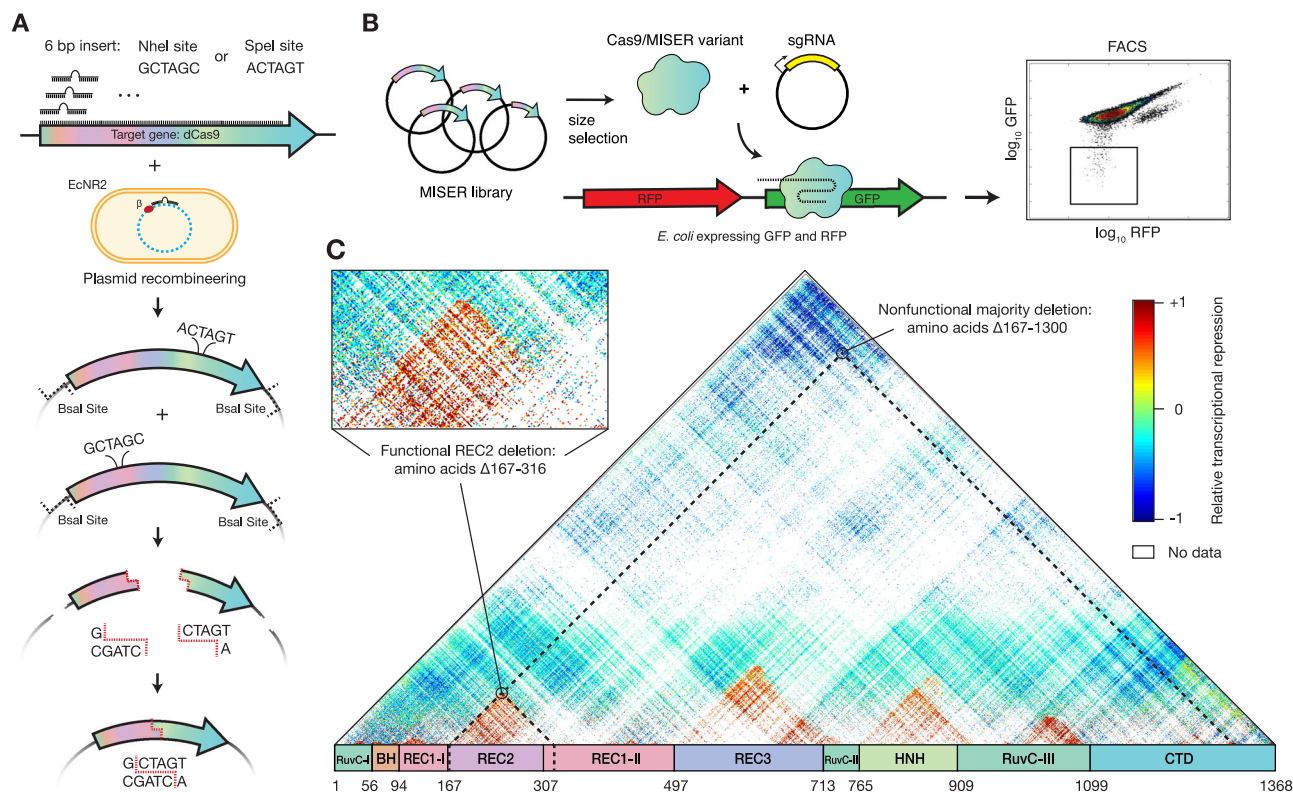 A
6 bp insert:
NheI site
GCTAGC
or
SpeI site
ACTAGT
...
Target gene: dCas9
+
EcNR2
β
Plasmid recombineering
ACTAGT
BsaI Site
BsaI Site
+
GCTAGC
BsaI Site
BsaI Site
G
CGATC
CTAGT
A
GCTAGT
CGATCA
B
MISER library
size
selection
Cas9/MISER variant
+
sgRNA
RFP
GFP
E. coli expressing GFP and RFP
FACS
log10 GFP
log10 RFP
C
Functional REC2 deletion:
amino acids Δ167-316
Nonfunctional majority deletion:
amino acids Δ167-1300
+1
0
-1
Relative transcriptional repression
No data
RuvC-I
BH
REC1-I
REC2
REC1-II
REC3
RuvC-II
HNH
RuvC-III
CTD
1 56 94 167 307 497 713 765 909 1099 1368